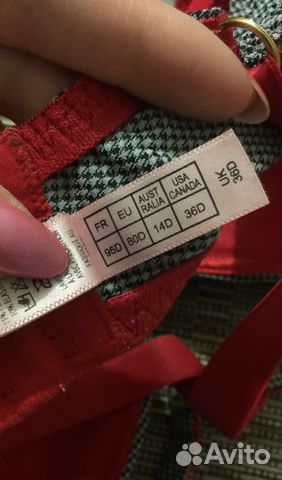 FR EU AUST RALIA USA CANADA UK
95D 80D 14D 36D 36D
Avito